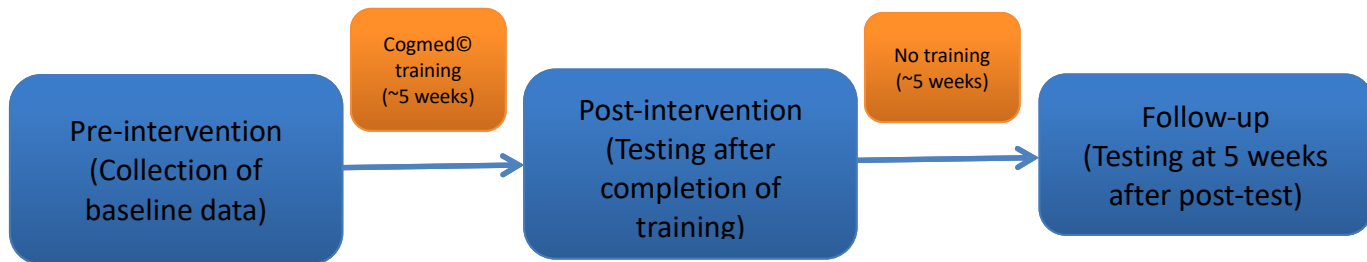 Pre-intervention
(Collection of
baseline data)
Cogmed©
training
(~5 weeks)
Post-intervention
(Testing after
completion of
training)
No training
(~5 weeks)
Follow-up
(Testing at 5 weeks
after post-test)